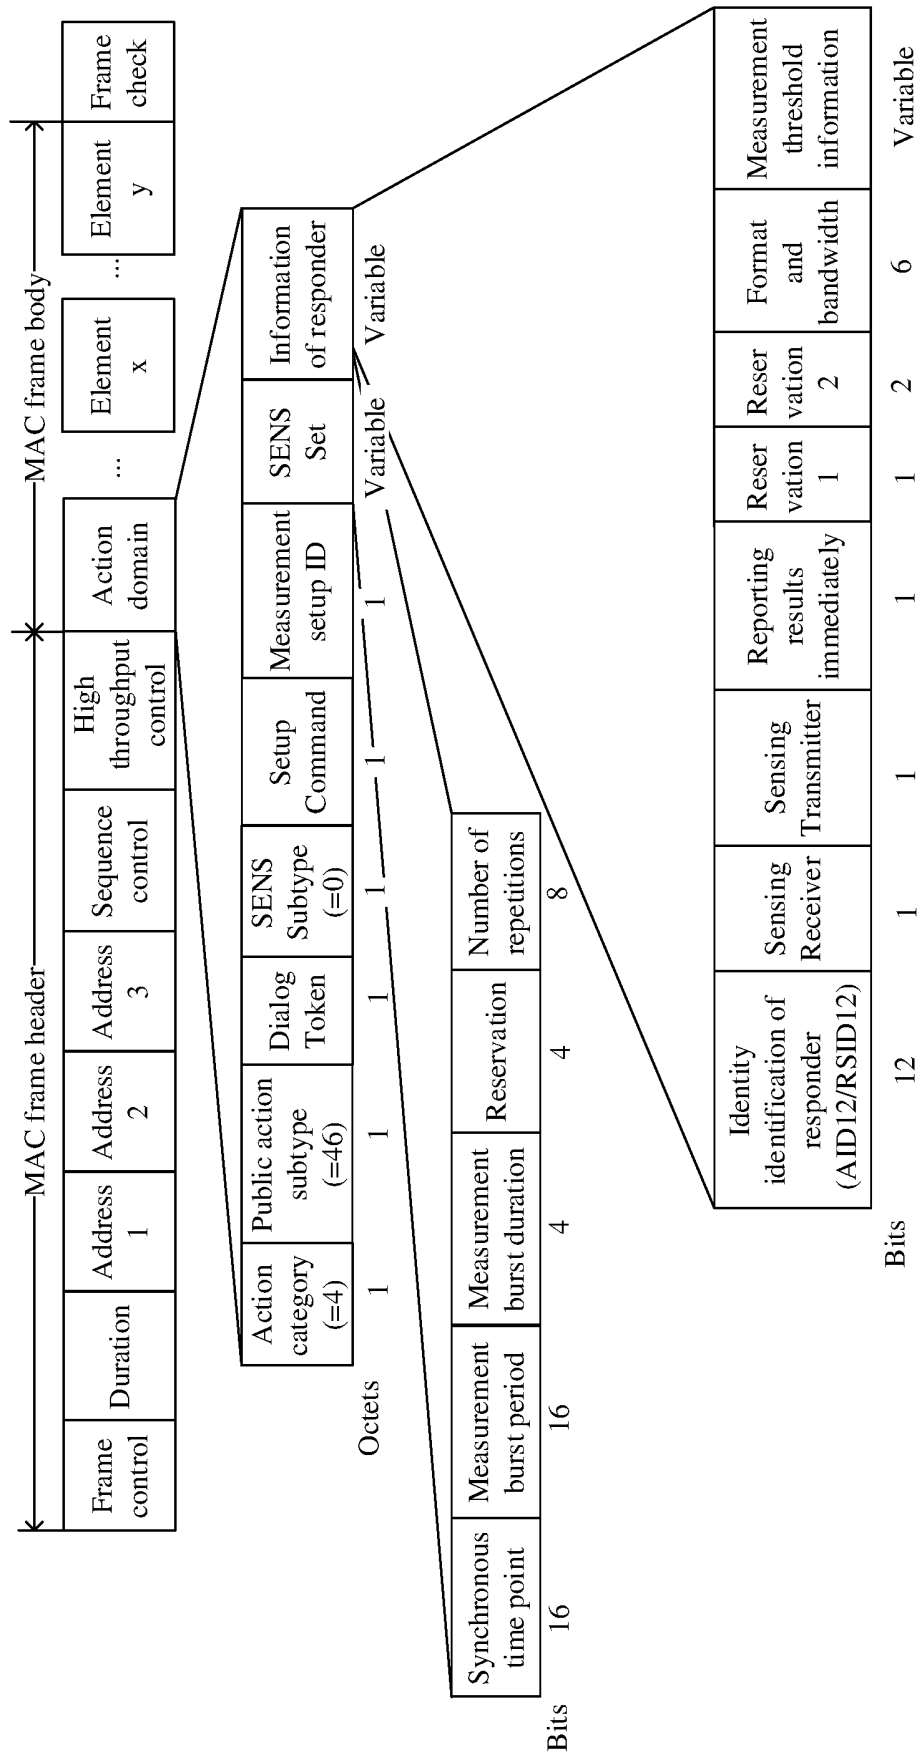 MAC frame header
MAC frame body
Frame
control
Duration
Address
1
Address
2
Address
3
Sequence
control
High
throughput
control
Action
domain
...
Element
x
...
Element
y
Frame
check
Action
category
(=4)
Public action
subtype
(=46)
Dialog
Token
SENS
Subtype
(=0)
Setup
Command
Measurement
setup ID
SENS
Set
Information
of responder
Octets
1
1
1
1
1
1
Variable
Variable
Synchronous
time point
Measurement
burst period
Measurement
burst duration
Reservation
Number of
repetitions
Bits
16
16
4
4
8
Identity
identification of
responder
(AID12/RSID12)
Sensing
Receiver
Sensing
Transmitter
Reporting
results
immediately
Reser
vation
1
Reser
vation
2
Format
and
bandwidth
Measurement
threshold
information
Bits
12
1
1
1
1
2
6
Variable